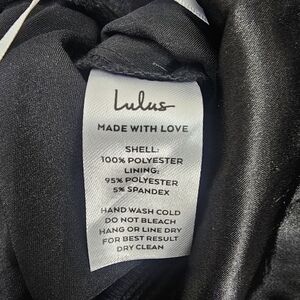 Lulus
MADE WITH LOVE
SHELL:
100% POLYESTER
LINING:
95% POLYESTER
5% SPANDEX
HAND WASH COLD
DO NOT BLEACH
HANG OR LINE DRY
FOR BEST RESULT
DRY CLEAN